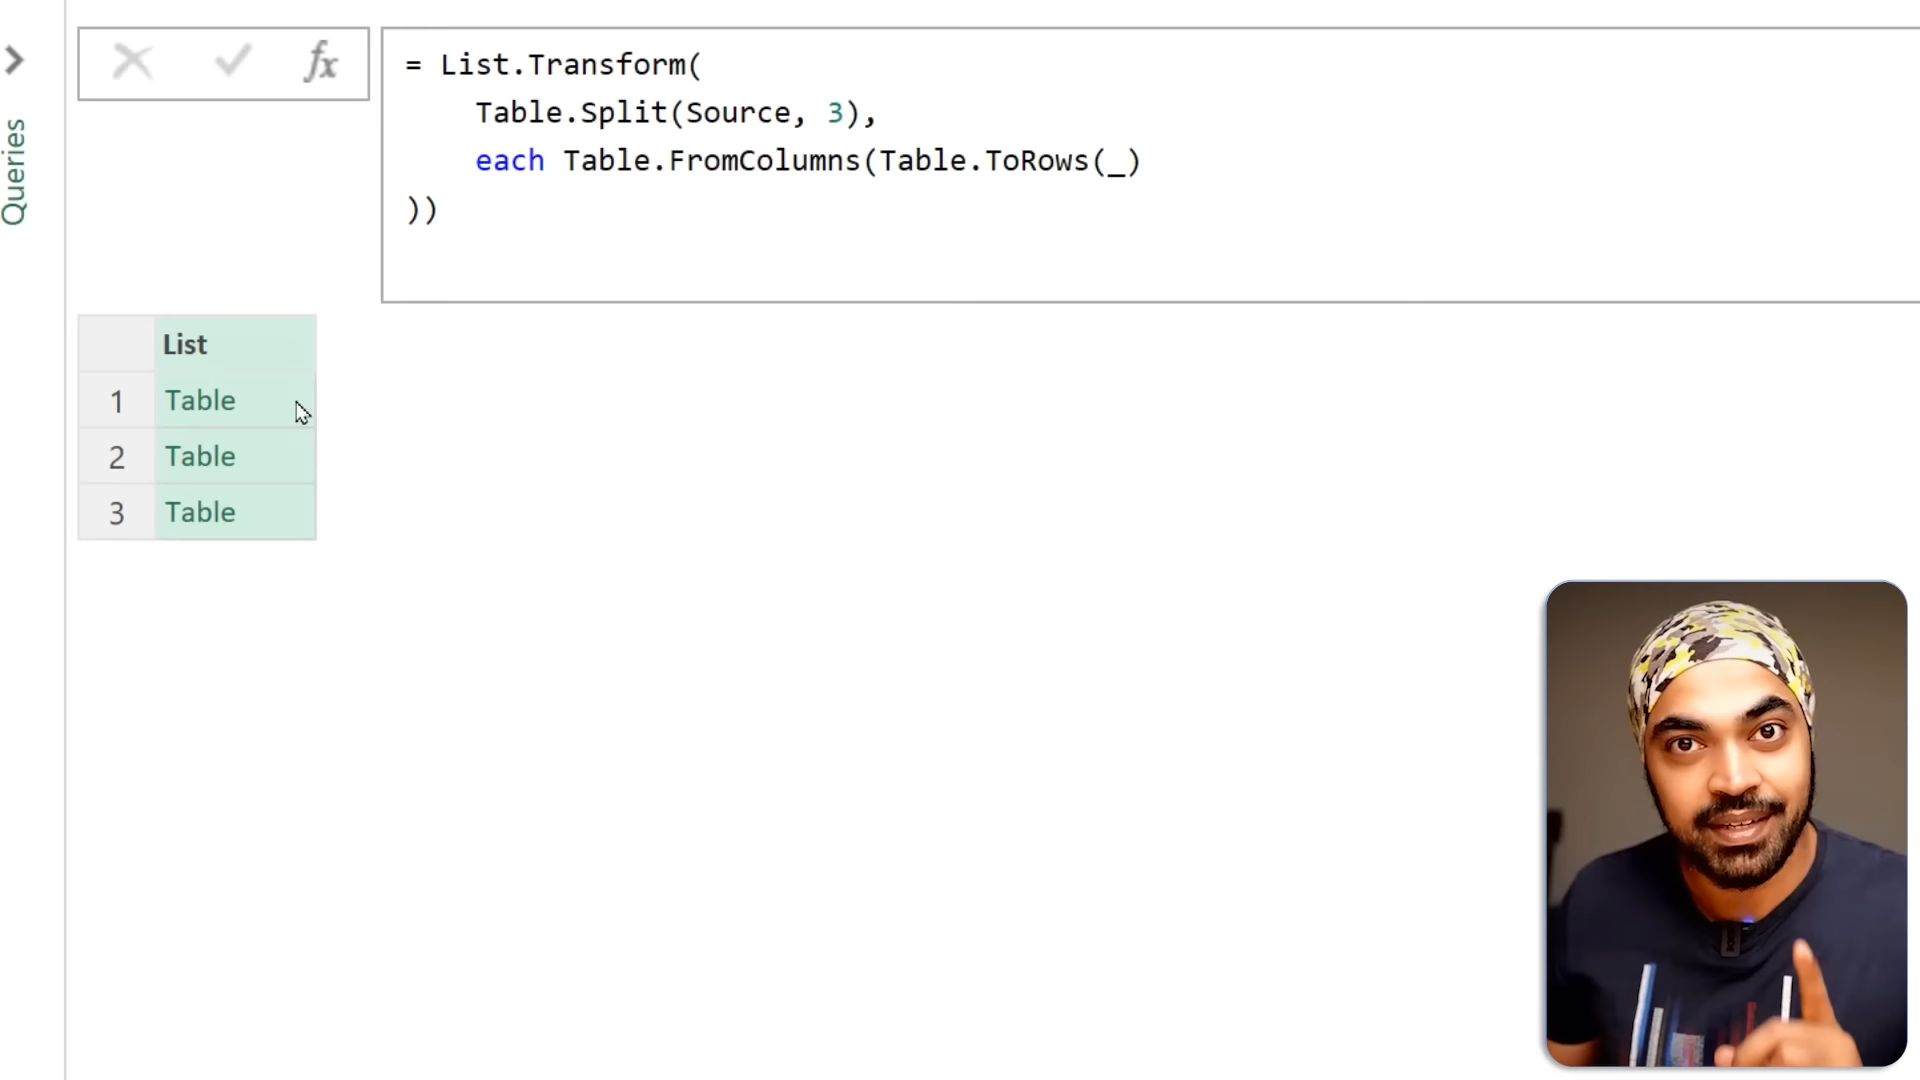 Queries
fx
= List.Transform(
Table.Split(Source, 3),
each Table.FromColumns(Table.ToRows(_)
))
List
1 Table
2 Table
3 Table